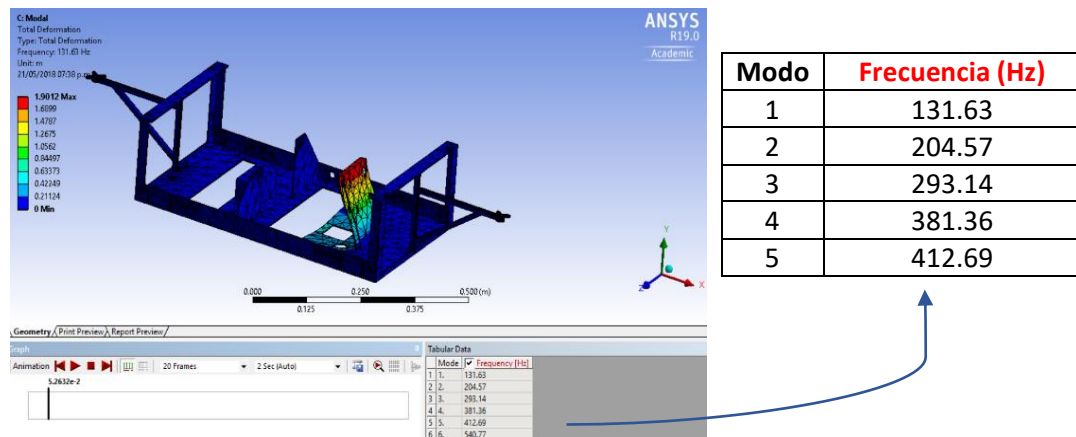 C: Modal
Total Deformation
Type: Total Deformation
Frequency: 131.63 Hz
Unit: m
21/05/2018 07:38 p.
1.9012 Max
1.6899
1.4787
1.2675
1.0562
0.84497
0.63373
0.42249
0.21124
0 Min
ANSYS
R19.0
Academic
Y
X
Z
0.000 0.250 0.500 (m)
0.125 0.375
Geometry / Print Preview / Report Preview /
Graph
Animation 20 Frames 2 Sec (Auto)
5.2632e-2
Tabular Data
Mode Frequency [Hz]
1 1. 131.63
2 2. 204.57
3 3. 293.14
4 4. 381.36
5 5. 412.69
6 6. 540.77
Modo Frecuencia (Hz)
1 131.63
2 204.57
3 293.14
4 381.36
5 412.69